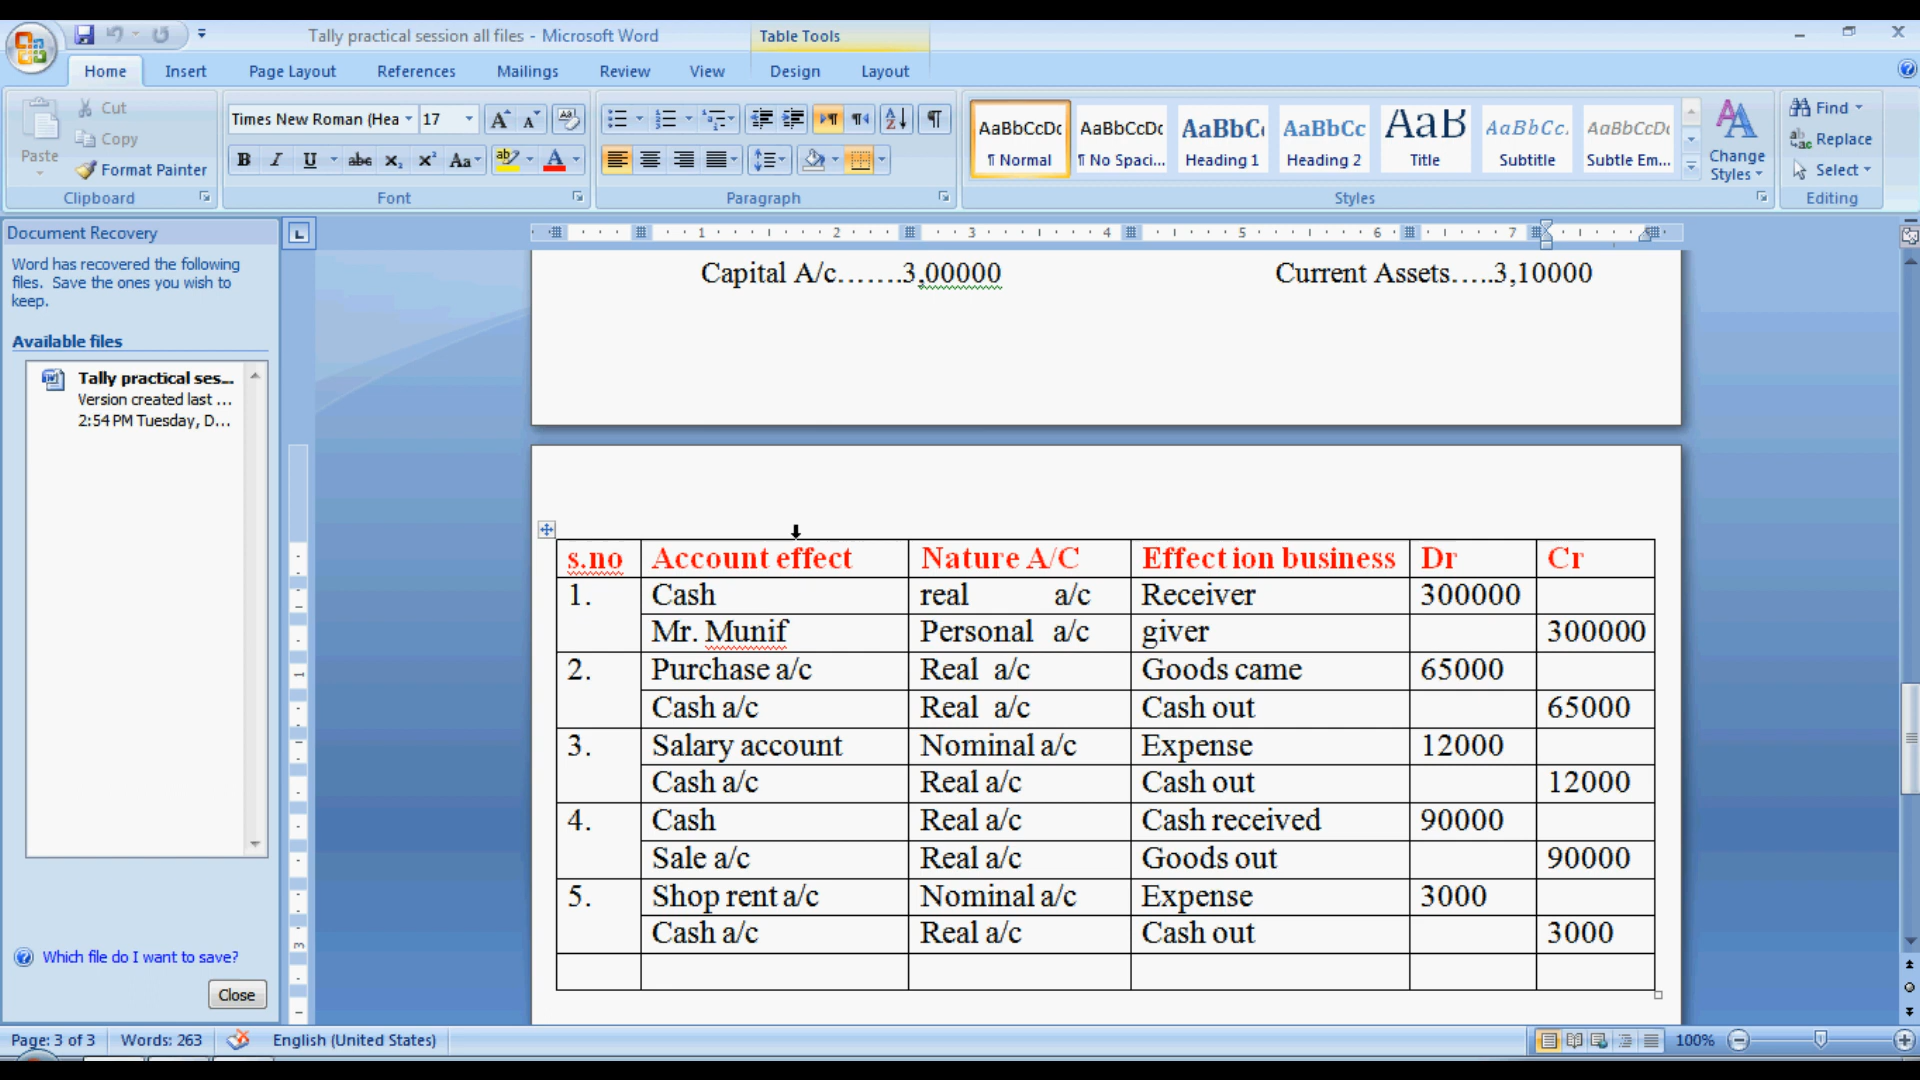 Tally practical session all files - Microsoft Word
Table Tools
Home Insert Page Layout References Mailings Review View Design Layout
Paste
Cut
Copy
Format Painter
Clipboard
Times New Roman (Hea 17
Font
Paragraph
AaBbCcDc AaBbCcDc AaBbC AaBbCc AaB AaBbCc. AaBbCcDc
¶ Normal ¶ No Spaci... Heading 1 Heading 2 Title Subtitle Subtle Em...
Change Styles
Styles
Find
Replace
Select
Editing
Document Recovery
Word has recovered the following
files. Save the ones you wish to
keep.
Available files
Tally practical ses...
Version created last ...
2:54 PM Tuesday, D...
Which file do I want to save?
Close
1 2 3 4 5 6 7
Capital A/c.......3,00000 Current Assets.....3,10000
s.no Account effect Nature A/C Effect ion business Dr Cr
1. Cash real a/c Receiver 300000
Mr. Munif Personal a/c giver 300000
2. Purchase a/c Real a/c Goods came 65000
Cash a/c Real a/c Cash out 65000
3. Salary account Nominal a/c Expense 12000
Cash a/c Real a/c Cash out 12000
4. Cash Real a/c Cash received 90000
Sale a/c Real a/c Goods out 90000
5. Shop rent a/c Nominal a/c Expense 3000
Cash a/c Real a/c Cash out 3000
Page: 3 of 3 Words: 263 English (United States) 100%